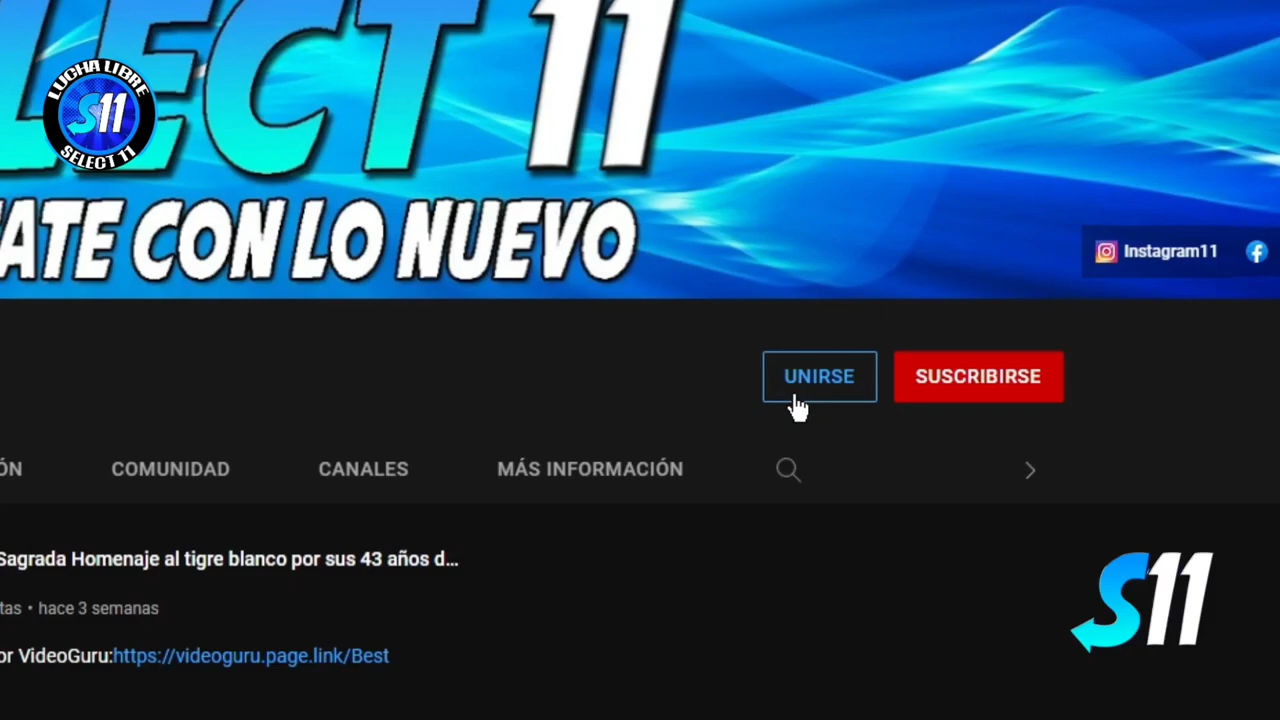 LECT 11
LUCHA LIBRE
S11
SELECT 11
ATE CON LO NUEVO
Instagram11
UNIRSE
SUSCRIBIRSE
ÓN
COMUNIDAD
CANALES
MÁS INFORMACIÓN
Sagrada Homenaje al tigre blanco por sus 43 años d...
tas • hace 3 semanas
or VideoGuru:https://videoguru.page.link/Best
S11